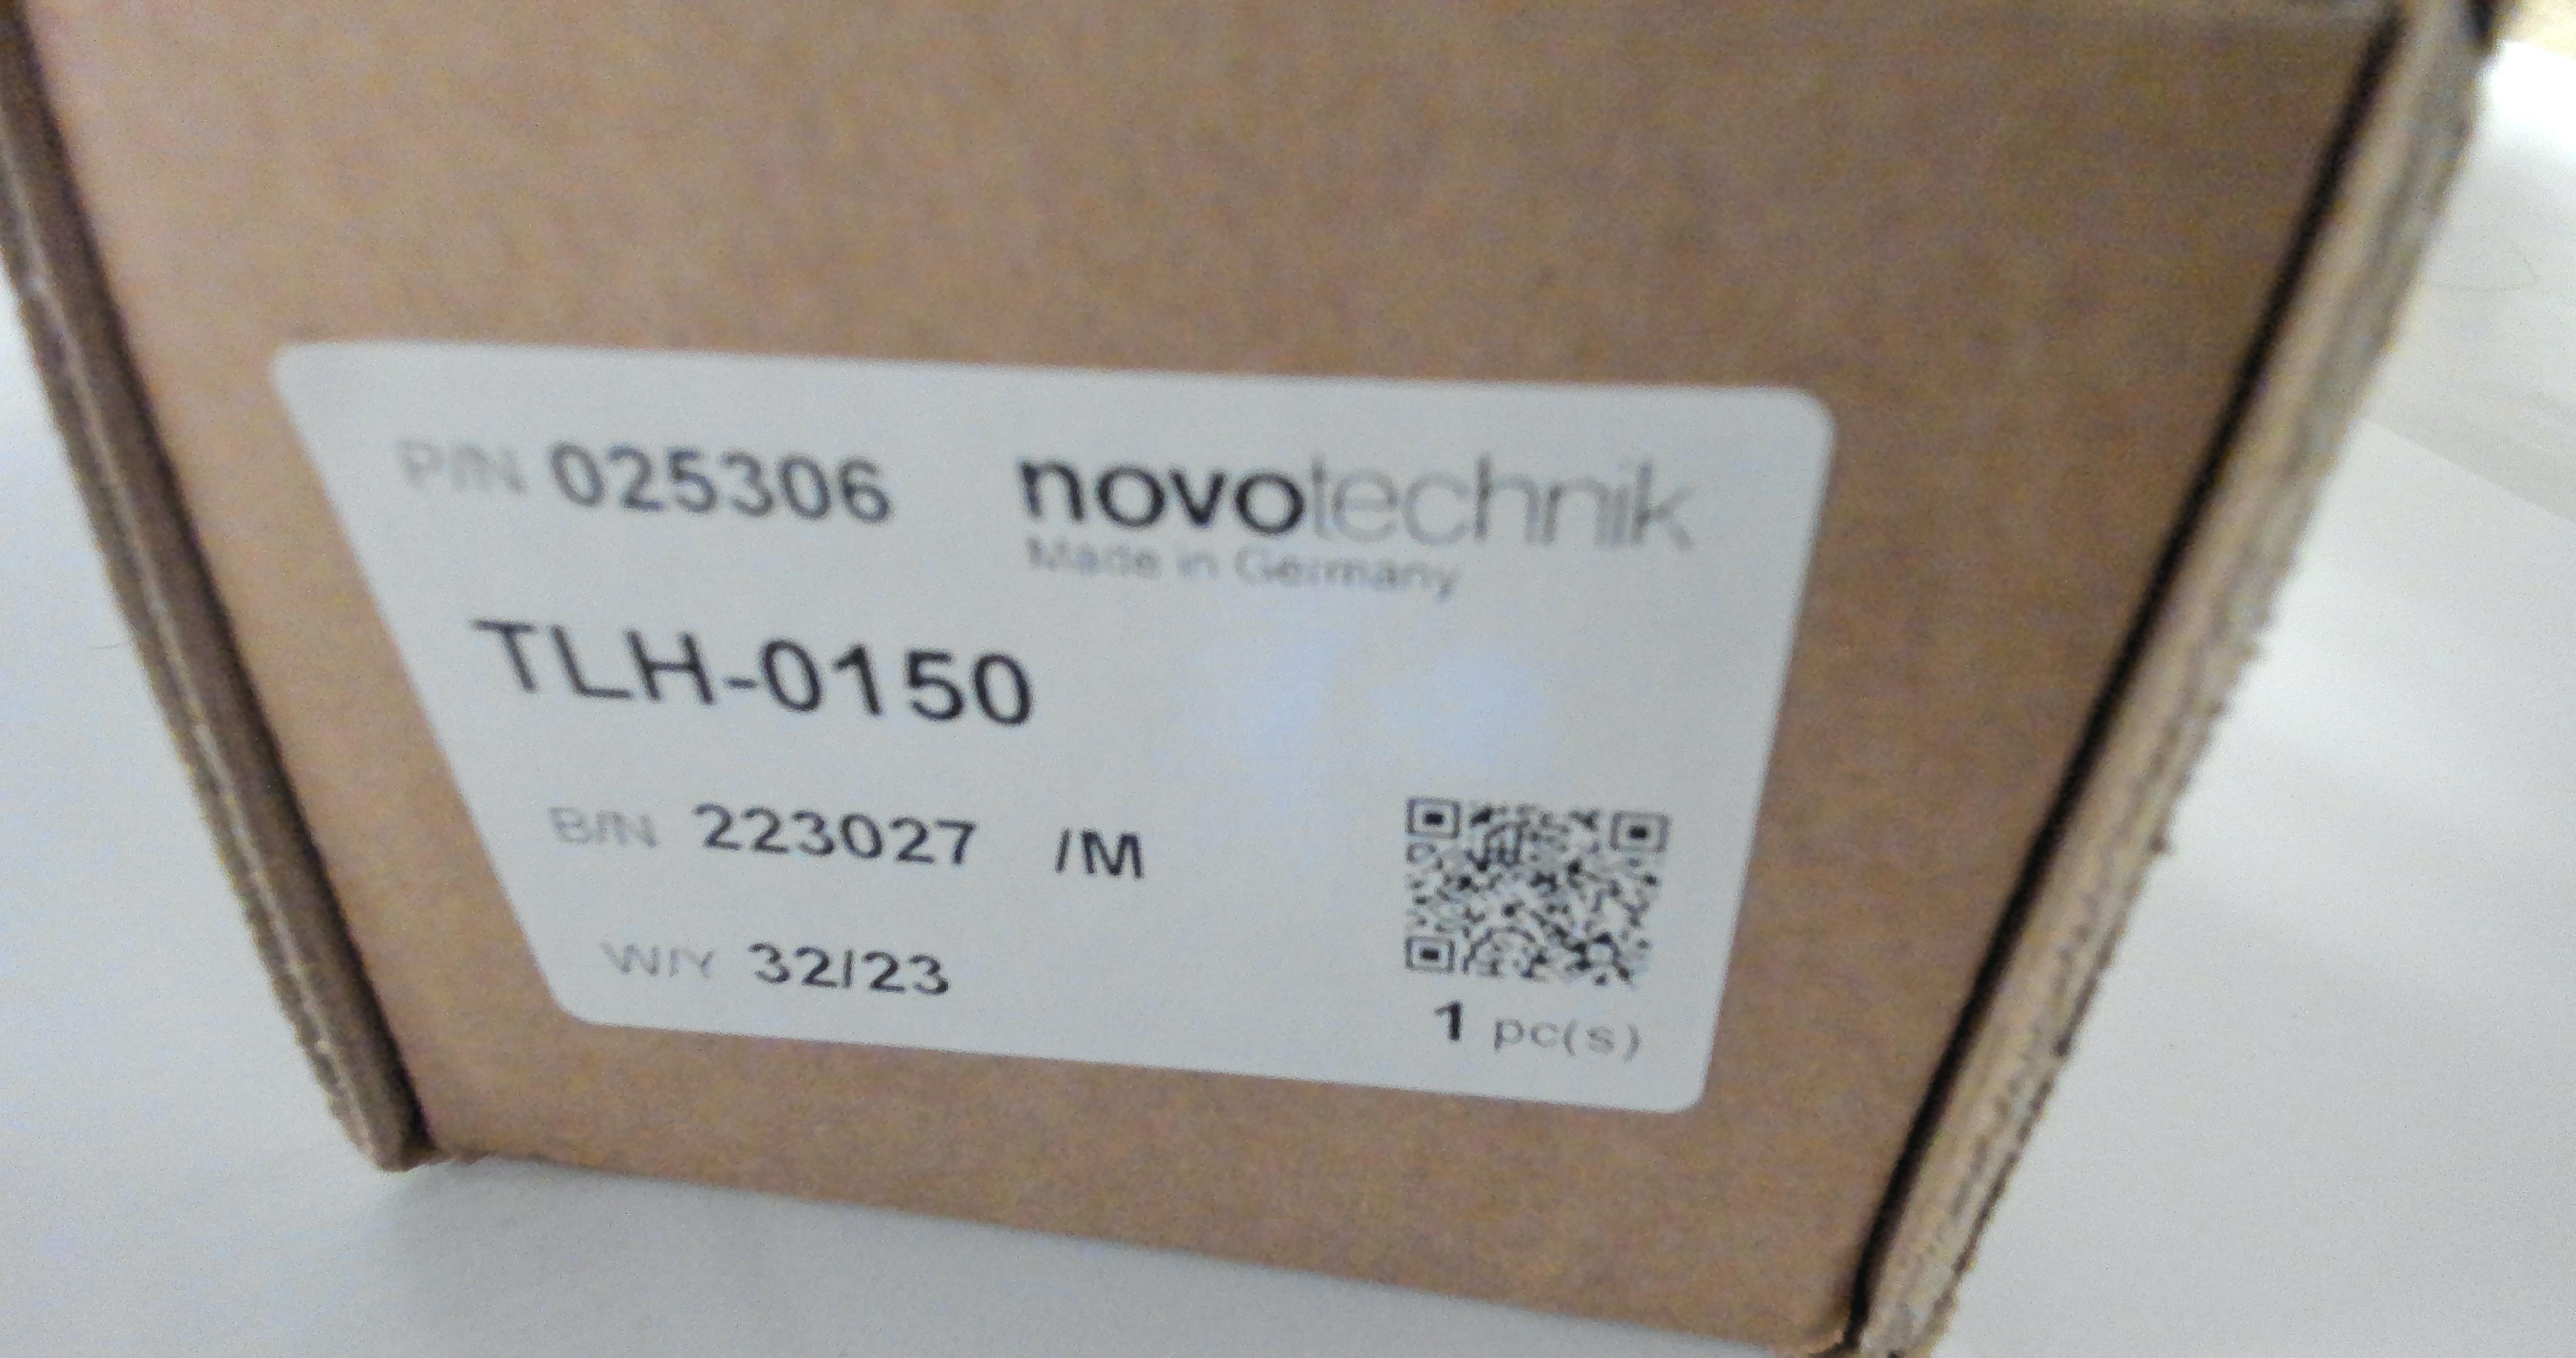 P/N 025306 novotechnik
Made in Germany
TLH-0150
B/N 223027 /M
W/Y 32/23
1 pc(s)